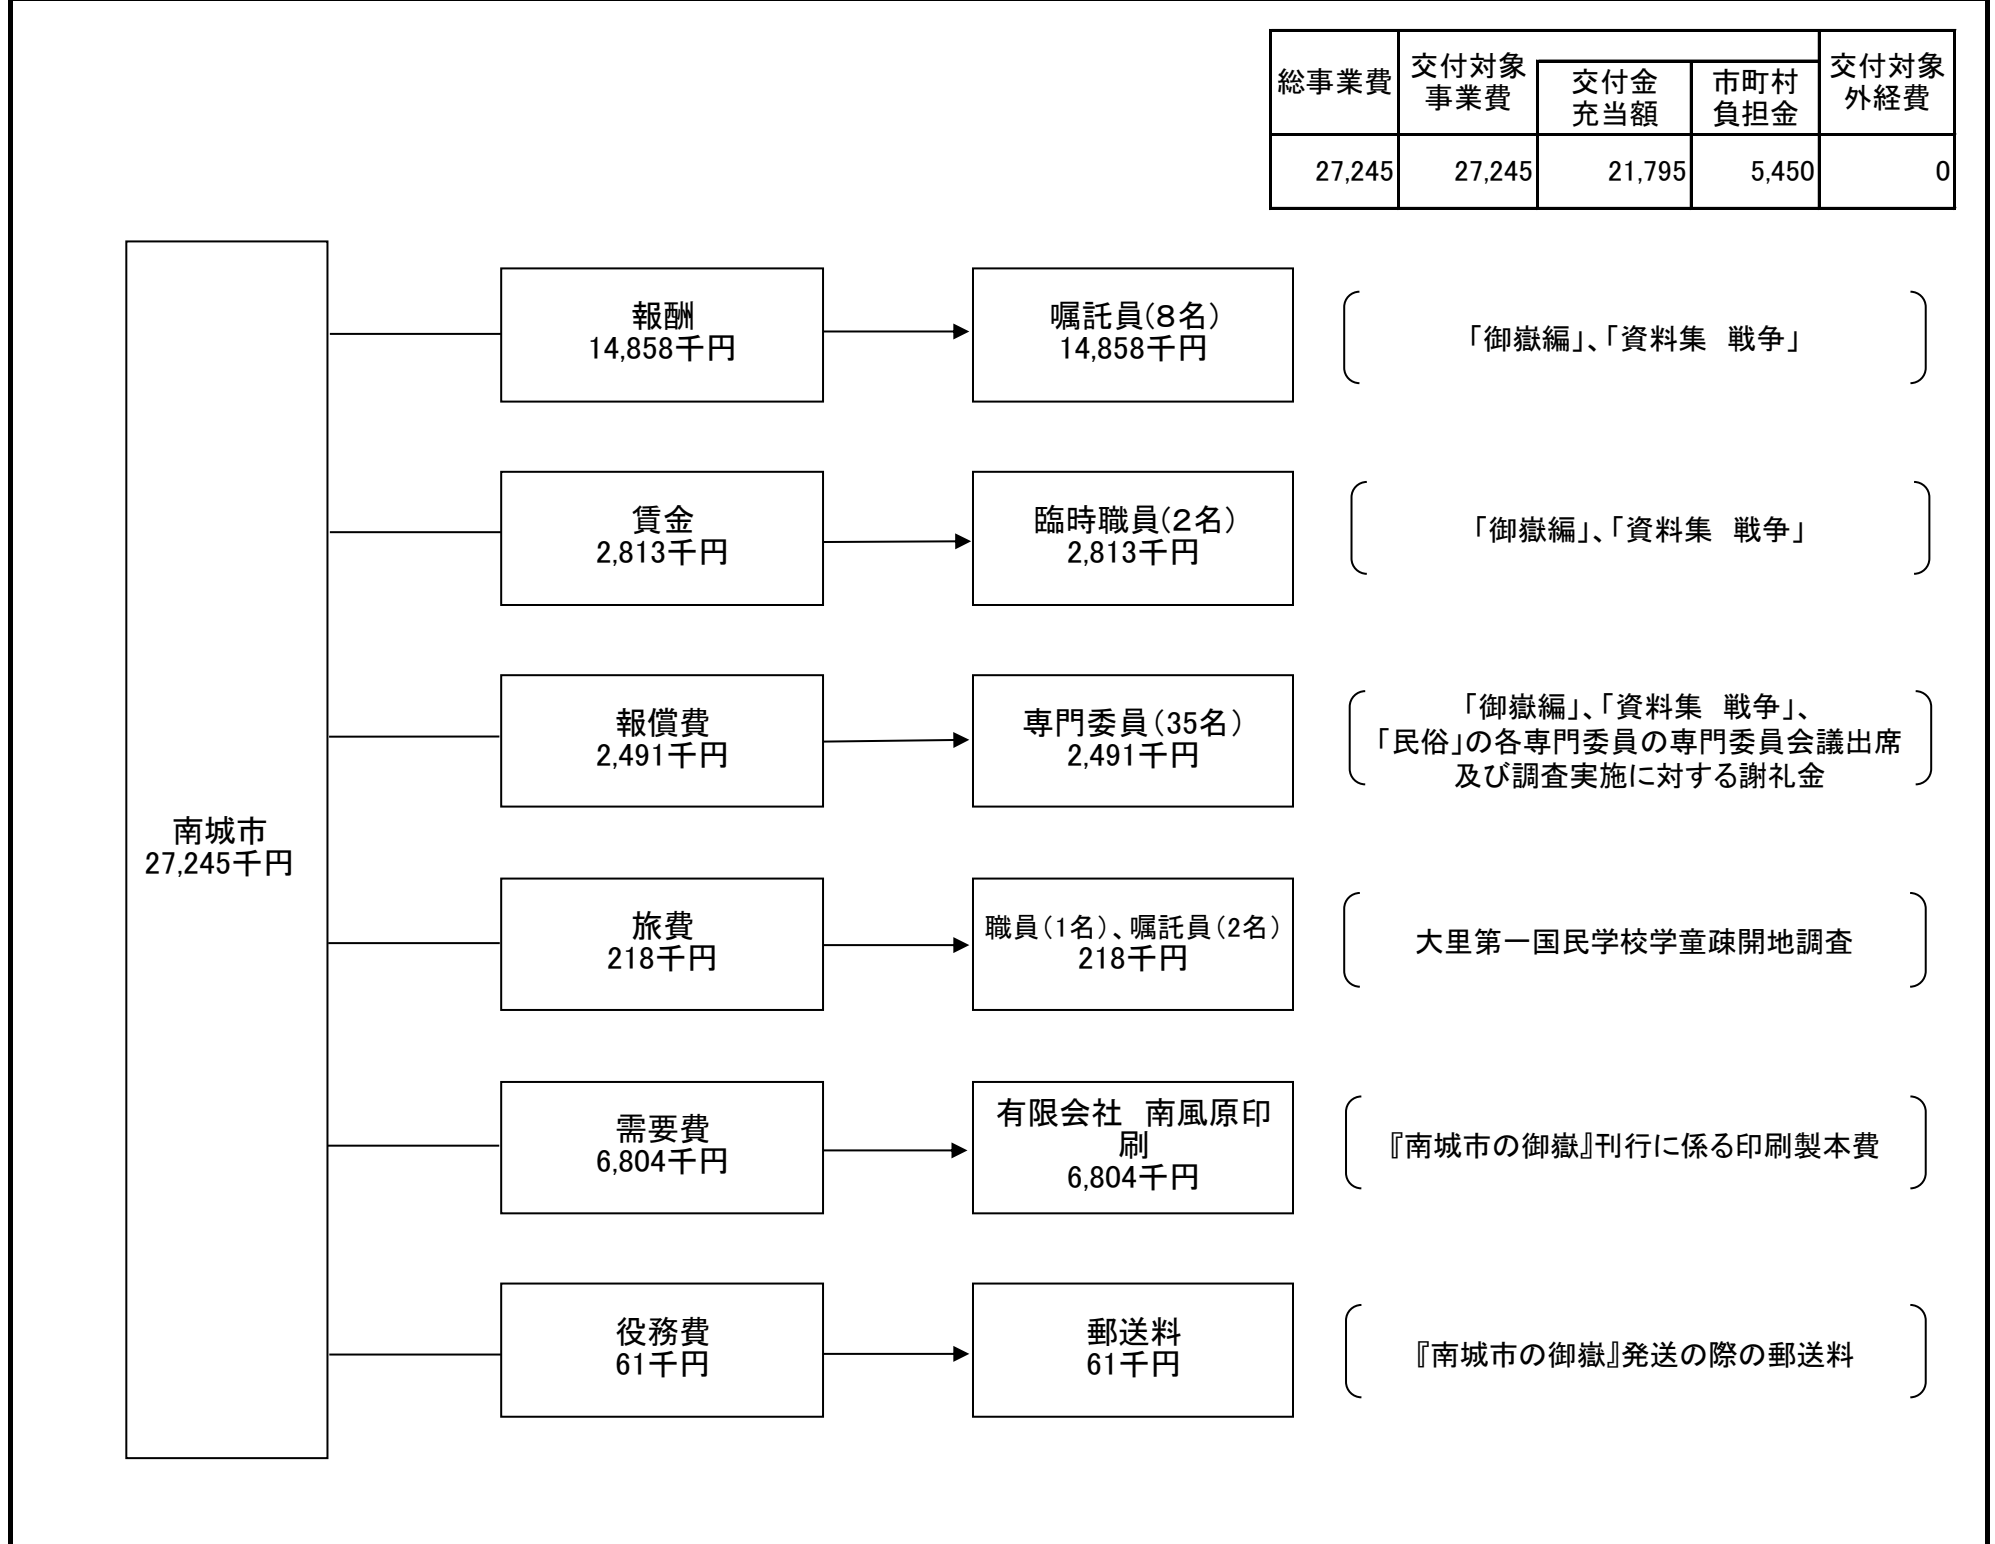 総事業費
交付対象
事業費
交付金
充当額
市町村
負担金
交付対象
外経費
27,245
27,245
21,795
5,450
0
南城市
27,245千円
報酬
14,858千円
嘱託員(８名)
14,858千円
「御嶽編」、「資料集　戦争」
賃金
2,813千円
臨時職員(２名)
2,813千円
「御嶽編」、「資料集　戦争」
報償費
2,491千円
専門委員（35名）
2,491千円
「御嶽編」、「資料集　戦争」、
「民俗」の各専門委員の専門委員会議出席
及び調査実施に対する謝礼金
旅費
218千円
職員（1名）、嘱託員（2名）
218千円
大里第一国民学校学童疎開地調査
需要費
6,804千円
有限会社　南風原印
刷
6,804千円
『南城市の御嶽』刊行に係る印刷製本費
役務費
61千円
郵送料
61千円
『南城市の御嶽』発送の際の郵送料